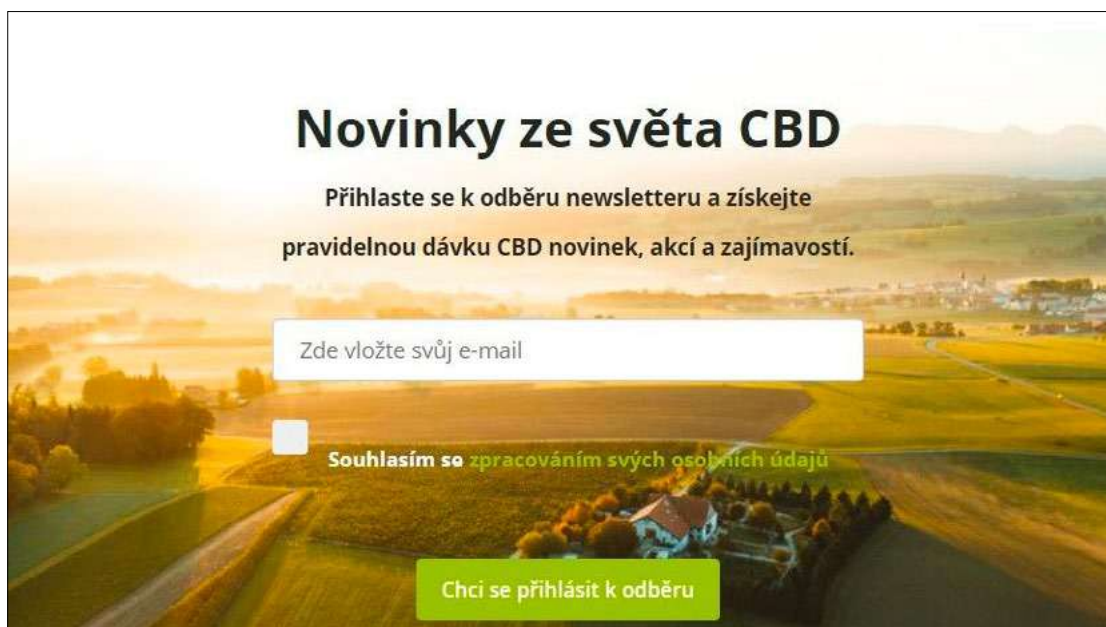 Novinky ze světa CBD
Přihlaste se k odběru newsletteru a získejte
pravidelnou dávku CBD novinek, akcí a zajímavostí.
Zde vložte svůj e-mail
Souhlasím se zpracováním svých osobních údajů
Chci se přihlásit k odběru